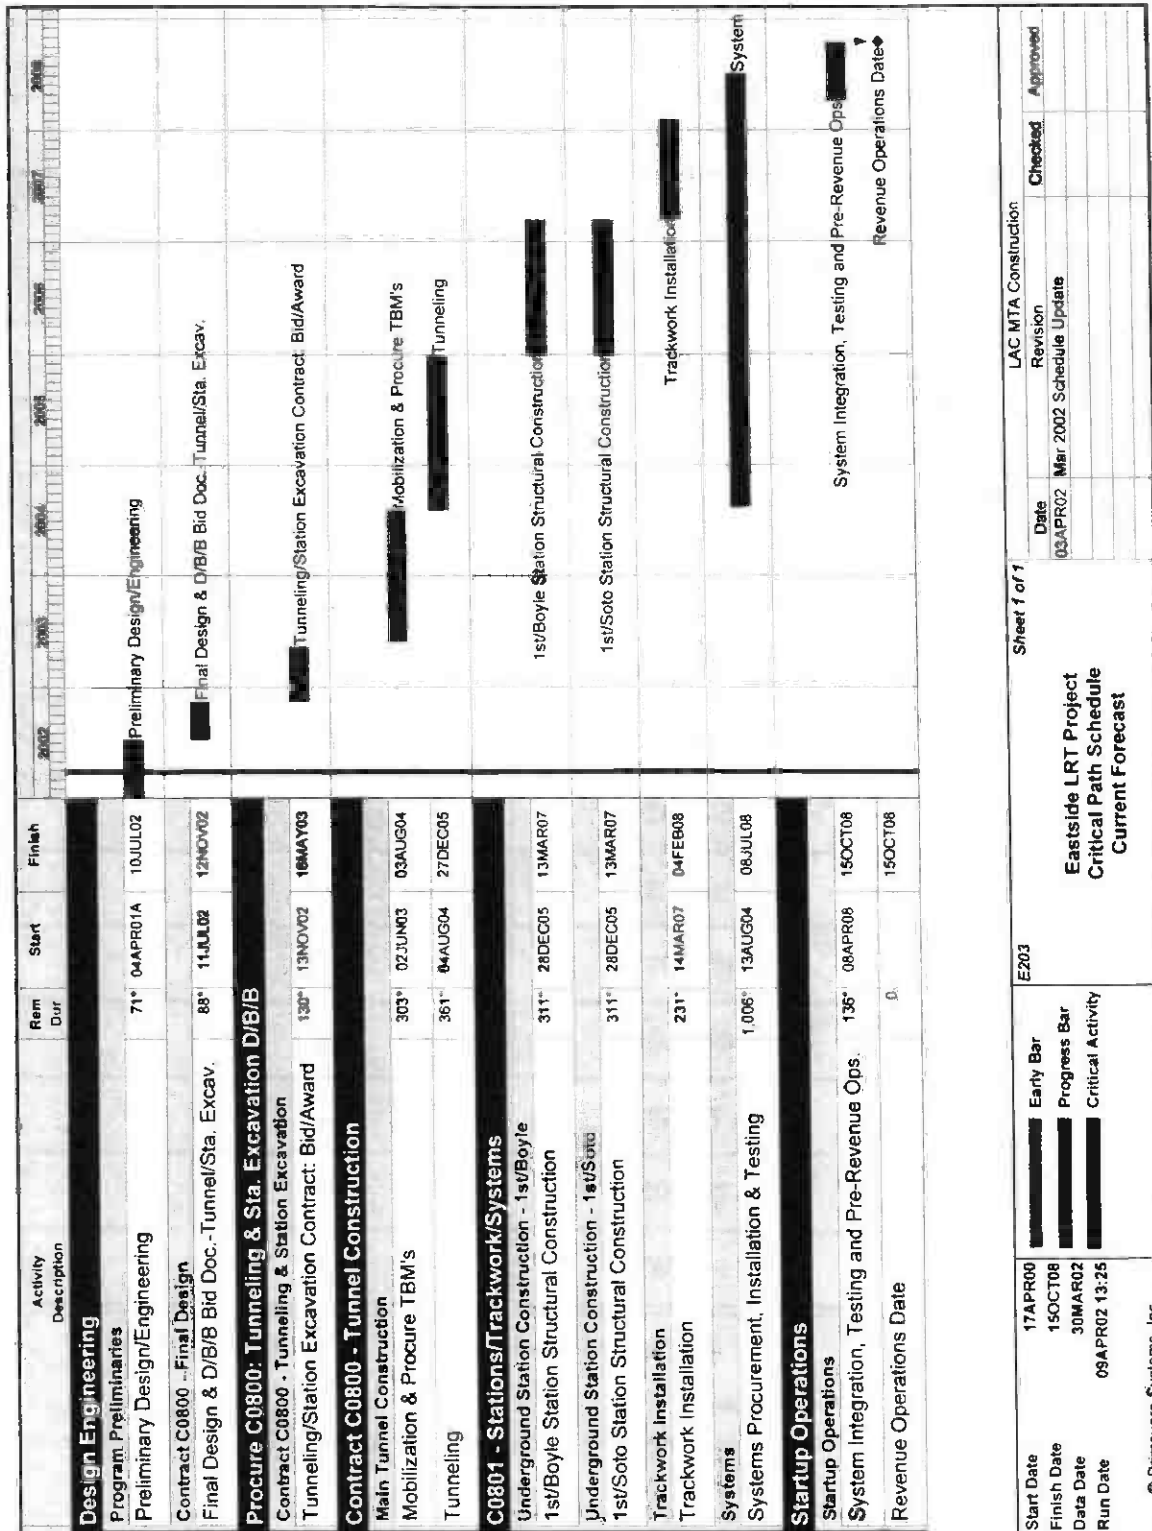 Activity Description Rem Dur Start Finish 2002 2003 2004 2005 2006 2007 2008
Design Engineering
Program Preliminaries
Preliminary Design/Engineering 71* 04APR01A 10JUL02 Preliminary Design/Engineering
Contract C0800 - Final Design
Final Design & D/B/B Bid Doc.-Tunnel/Sta. Excav. 88* 11JUL02 12NOV02 Final Design & D/B/B Bid Doc.-Tunnel/Sta. Excav.
Procure C0800: Tunneling & Sta. Excavation D/B/B
Contract C0800 - Tunneling & Station Excavation
Tunneling/Station Excavation Contract: Bid/Award 130* 13NOV02 16MAY03 Tunneling/Station Excavation Contract: Bid/Award
Contract C0800 - Tunnel Construction
Main Tunnel Construction
Mobilization & Procure TBM's 303* 02JUN03 03AUG04 Mobilization & Procure TBM's
Tunneling 361* 04AUG04 27DEC05 Tunneling
C0801 - Stations/Trackwork/Systems
Underground Station Construction - 1st/Boyle
1st/Boyle Station Structural Construction 311* 28DEC05 13MAR07 1st/Boyle Station Structural Construction
Underground Station Construction - 1st/Soto
1st/Soto Station Structural Construction 311* 28DEC05 13MAR07 1st/Soto Station Structural Construction
Trackwork Installation
Trackwork Installation 231* 14MAR07 04FEB08 Trackwork Installation
Systems
Systems Procurement, Installation & Testing 1,006* 13AUG04 08JUL08 System
Startup Operations
Startup Operations
System Integration, Testing and Pre-Revenue Ops. 136* 08APR08 15OCT08 System Integration, Testing and Pre-Revenue Ops
Revenue Operations Date 0 15OCT08 Revenue Operations Date
Start Date 17APR00
Finish Date 15OCT08
Data Date 30MAR02
Run Date 09APR02 13:25
© Primavera Systems, Inc.
Early Bar
Progress Bar
Critical Activity
E203
Sheet 1 of 1
Eastside LRT Project
Critical Path Schedule
Current Forecast
LAC MTA Construction
Date Revision Checked Approved
03APR02 Mar 2002 Schedule Update